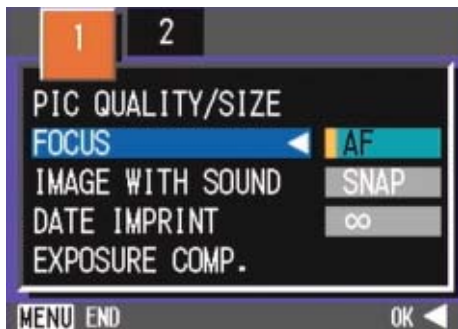 1 2
PIC QUALITY/SIZE
FOCUS ◀ AF
IMAGE WITH SOUND SNAP
DATE IMPRINT ∞
EXPOSURE COMP.
MENU END OK ◀